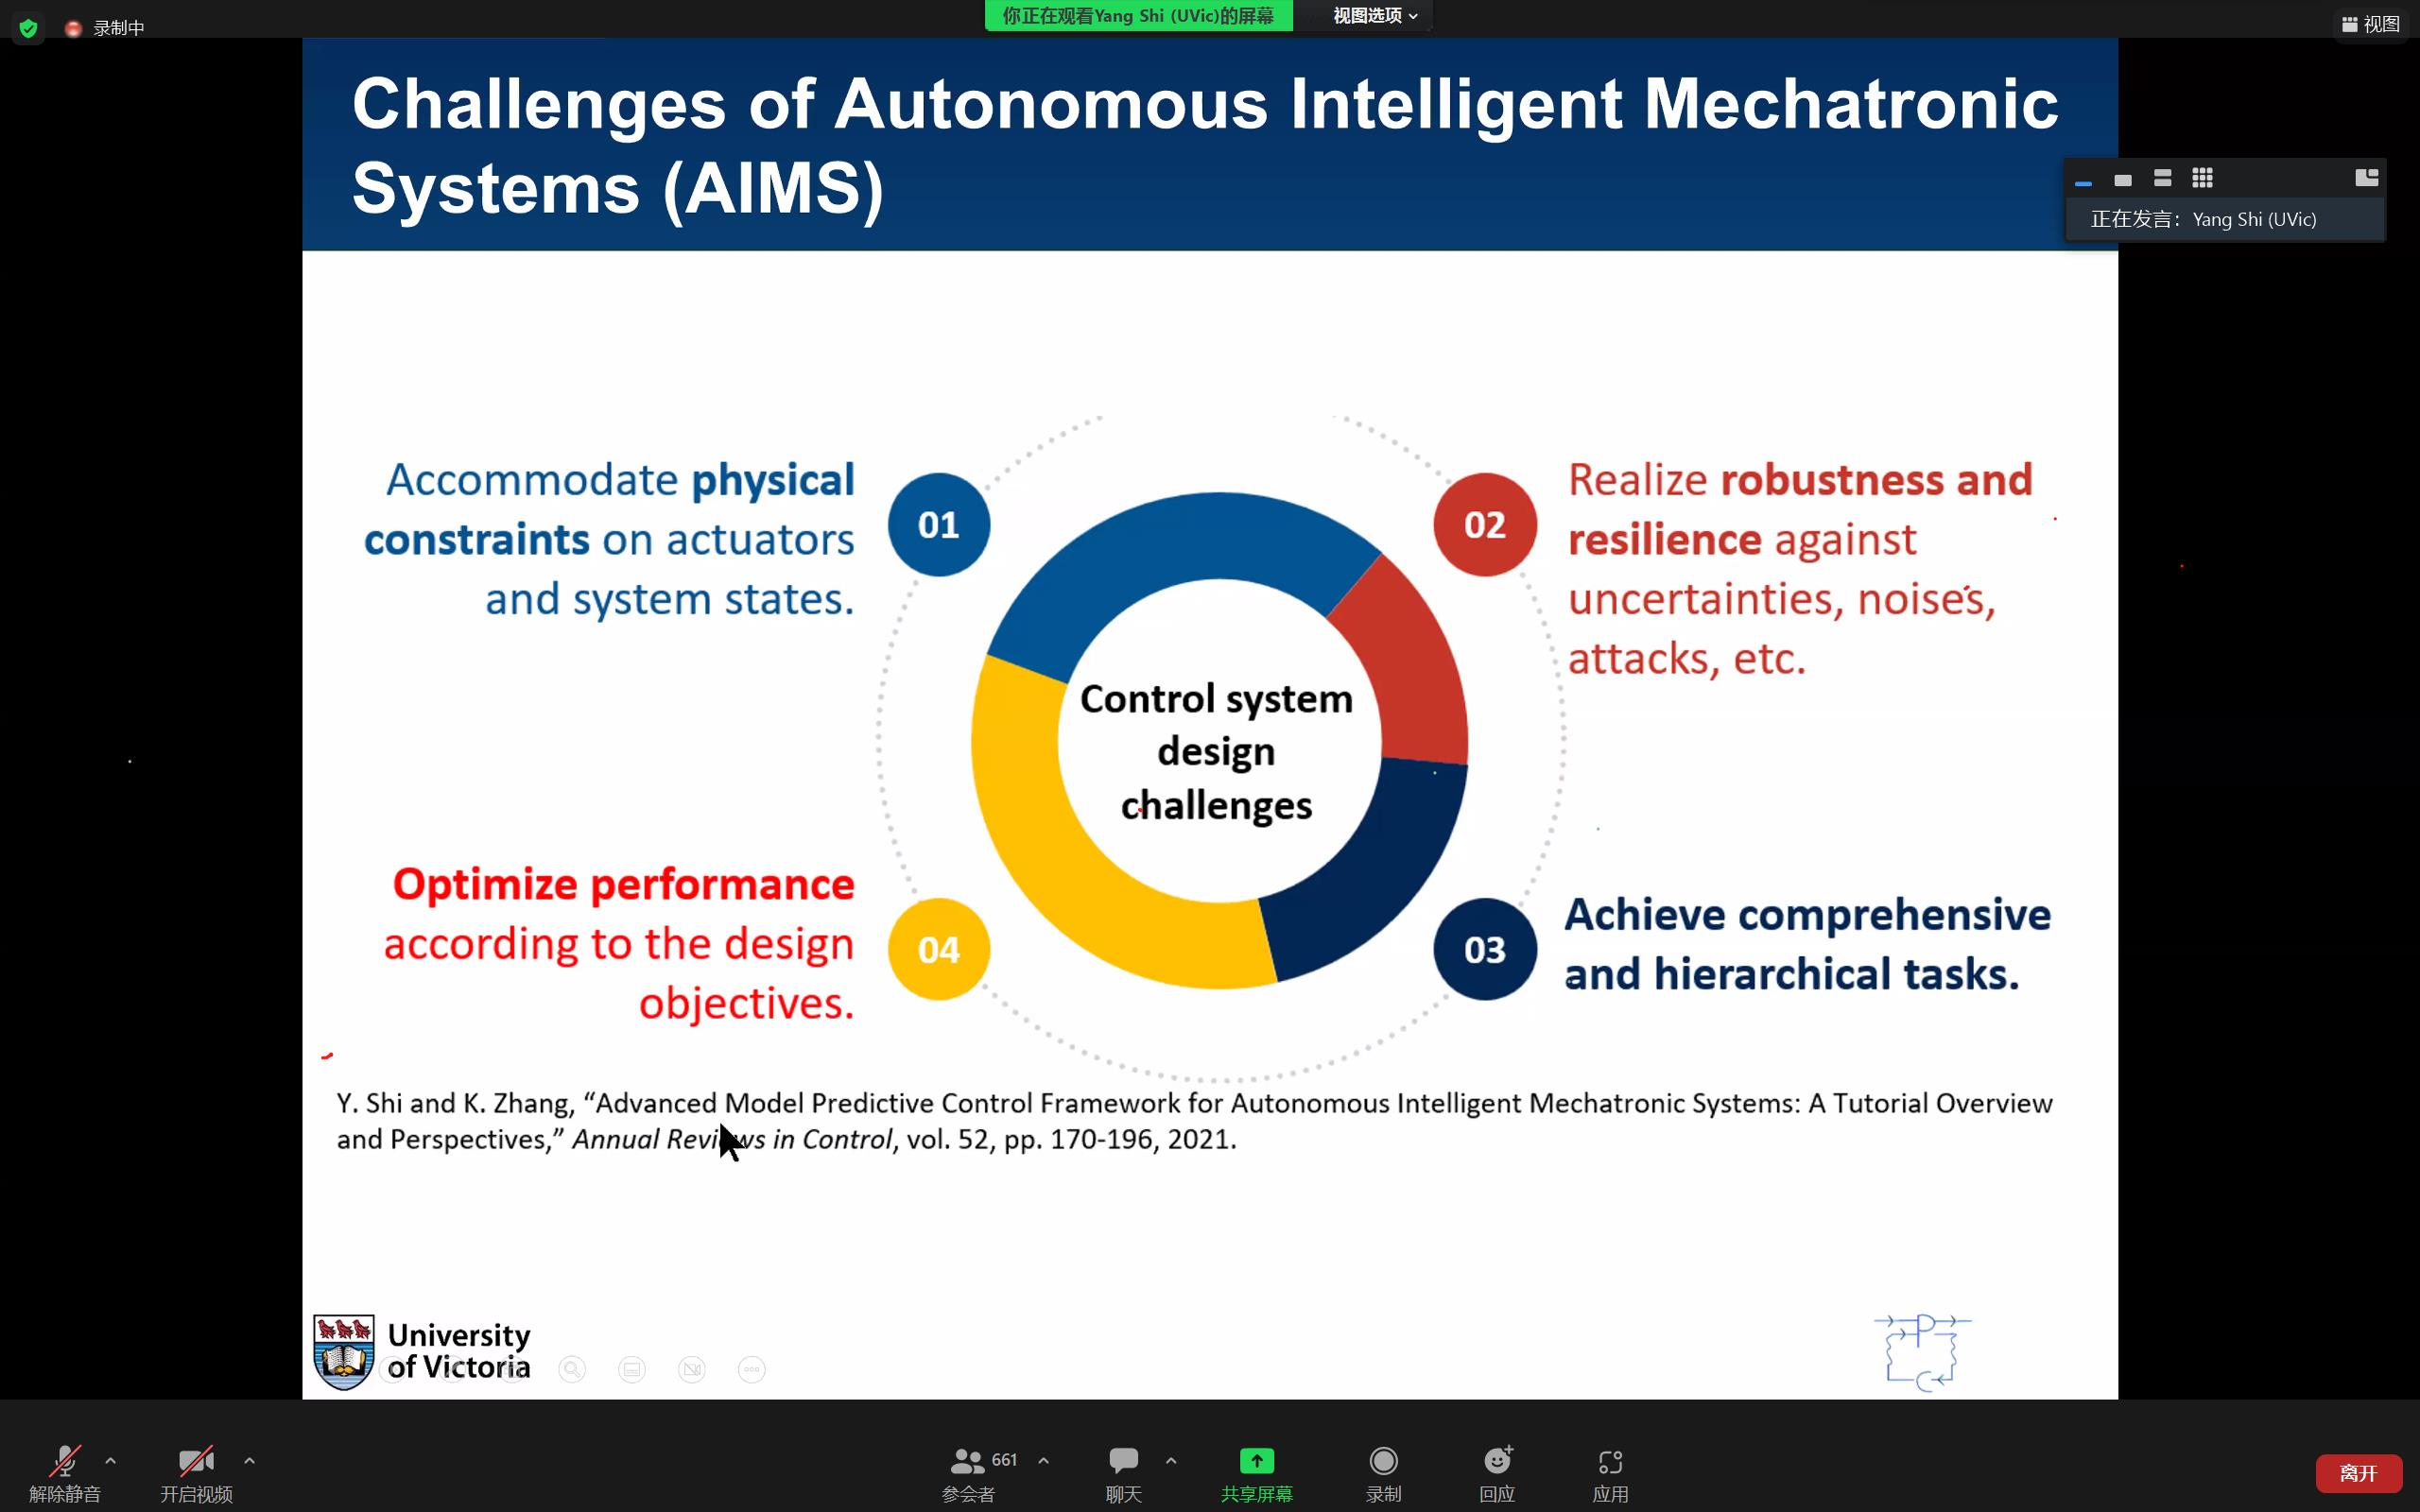 录制中
你正在观看Yang Shi (UVic)的屏幕
视图选项
视图
Challenges of Autonomous Intelligent Mechatronic
Systems (AIMS)
正在发言: Yang Shi (UVic)
Accommodate physical
constraints on actuators
and system states.
01
02
Realize robustness and
resilience against
uncertainties, noises,
attacks, etc.
Control system
design
challenges
Optimize performance
according to the design
objectives.
04
03
Achieve comprehensive
and hierarchical tasks.
Y. Shi and K. Zhang, “Advanced Model Predictive Control Framework for Autonomous Intelligent Mechatronic Systems: A Tutorial Overview
and Perspectives,” Annual Reviews in Control, vol. 52, pp. 170-196, 2021.
University
of Victoria
P
C
解除静音
开启视频
661
参会者
聊天
共享屏幕
录制
回应
应用
离开